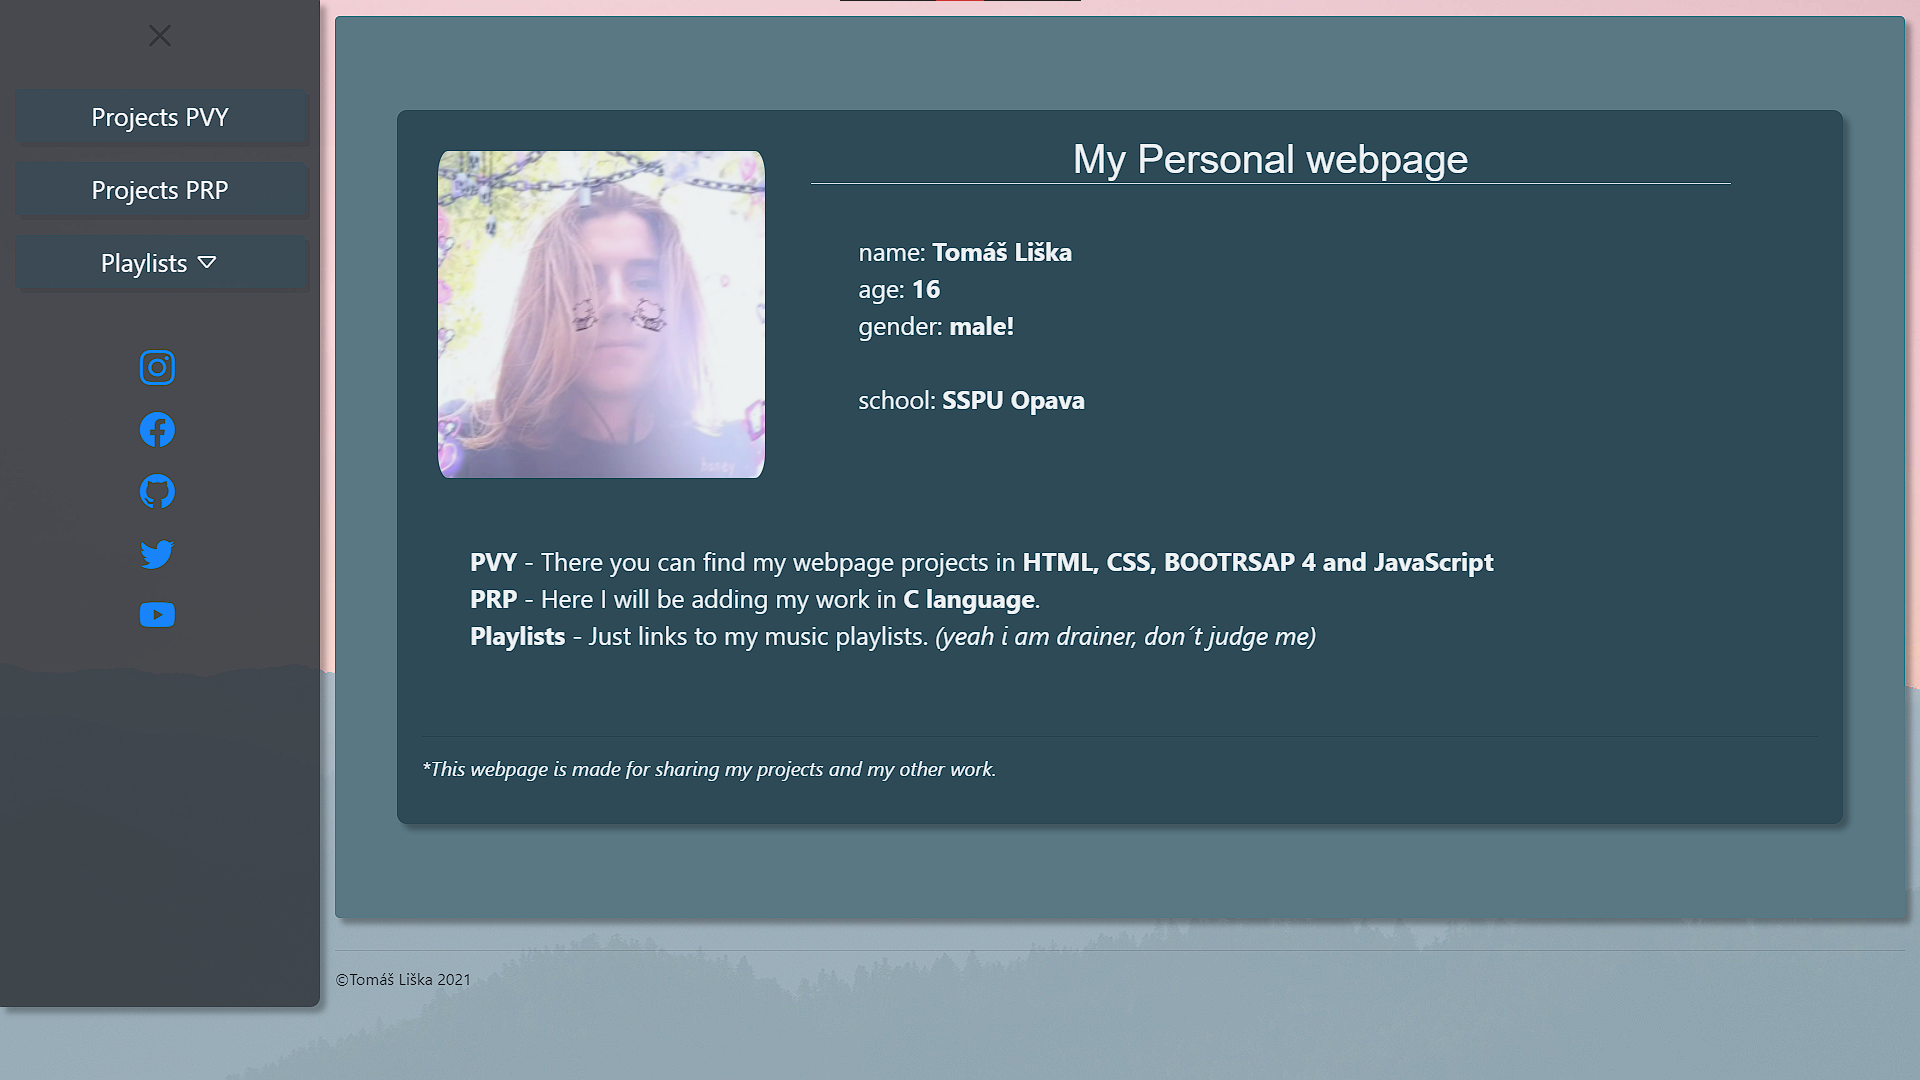 Projects PVY
Projects PRP
Playlists
My Personal webpage
name: Tomáš Liška
age: 16
gender: male!
school: SSPU Opava
PVY - There you can find my webpage projects in HTML, CSS, BOOTRSAP 4 and JavaScript
PRP - Here I will be adding my work in C language.
Playlists - Just links to my music playlists. (yeah i am drainer, don´t judge me)
*This webpage is made for sharing my projects and my other work.
©Tomáš Liška 2021